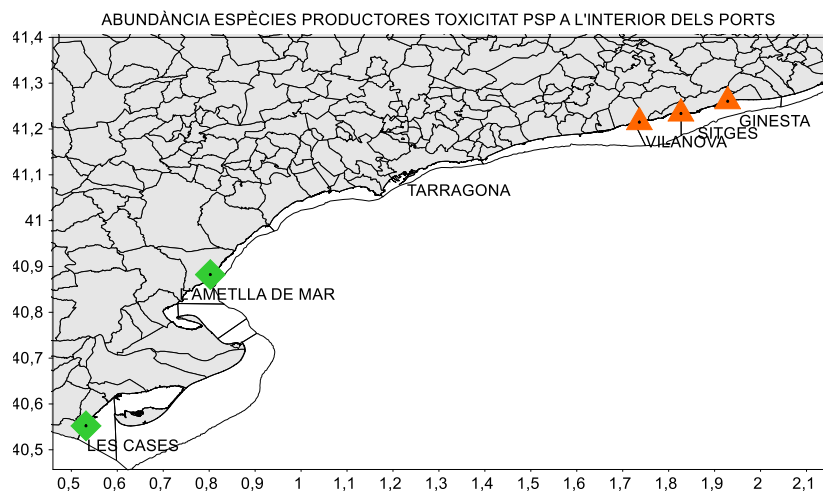 ABUNDÀNCIA ESPÈCIES PRODUCTORES TOXICITAT PSP A L'INTERIOR DELS PORTS
41,4
41,3
41,2
41,1
41
40,9
40,8
40,7
40,6
40,5
GINESTA
SITGES
VILANOVA
TARRAGONA
L'AMETLLA DE MAR
LES CASES
0,5 0,6 0,7 0,8 0,9 1 1,1 1,2 1,3 1,4 1,5 1,6 1,7 1,8 1,9 2 2,1